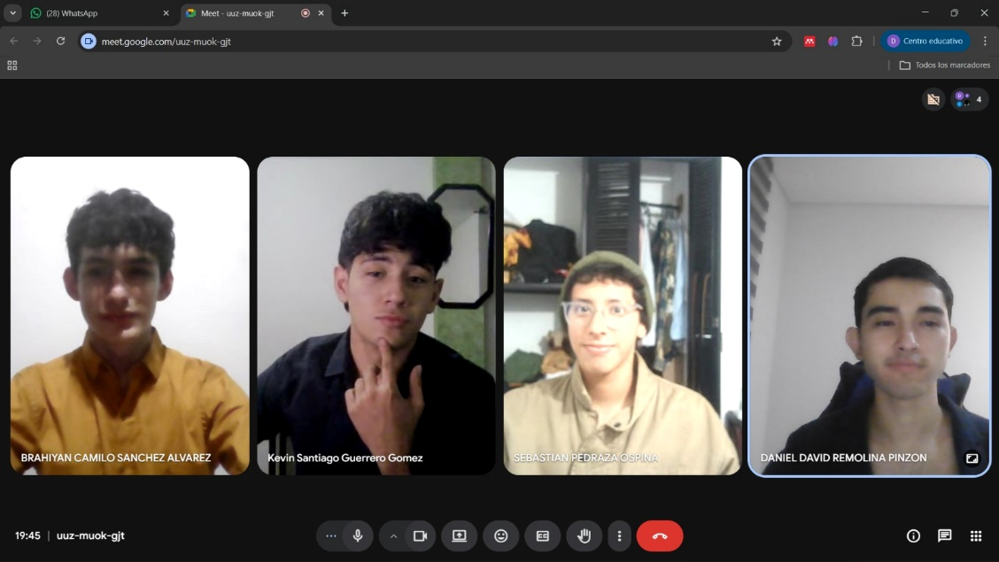 (28) WhatsApp
Meet - uuz-muok-gjt
meet.google.com/uuz-muok-gjt
D Centro educativo
Todos los marcadores
4
BRAHIYAN CAMILO SANCHEZ ALVAREZ
Kevin Santiago Guerrero Gomez
SEBASTIAN PEDRAZA OSPINA
DANIEL DAVID REMOLINA PINZON
19:45 | uuz-muok-gjt